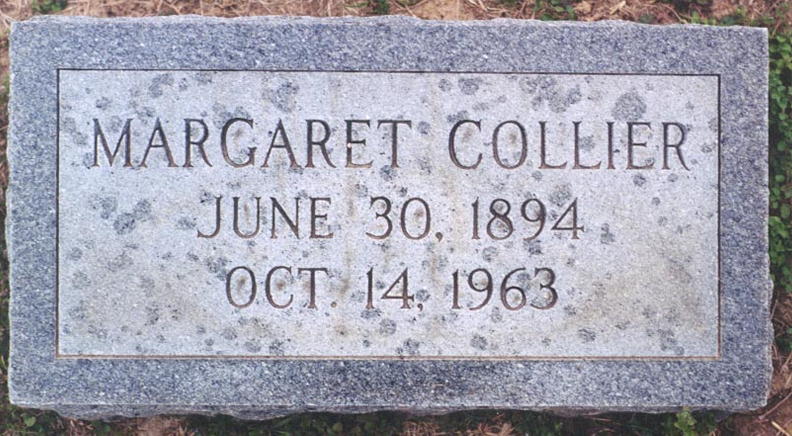 MARGARET COLLIER
JUNE 30, 1894
OCT. 14, 1963